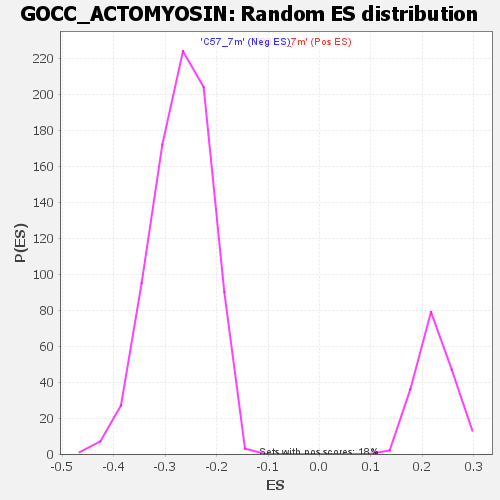 GOCC_ACTOMYOSIN: Random ES distribution
'C57_7m' (Neg ES)_7m' (Pos ES)
220
200
180
160
140
120
100
80
60
40
20
0
P(ES)
Sets with pos scores: 18%
-0.5 -0.4 -0.3 -0.2 -0.1 0.0 0.1 0.2 0.3
ES